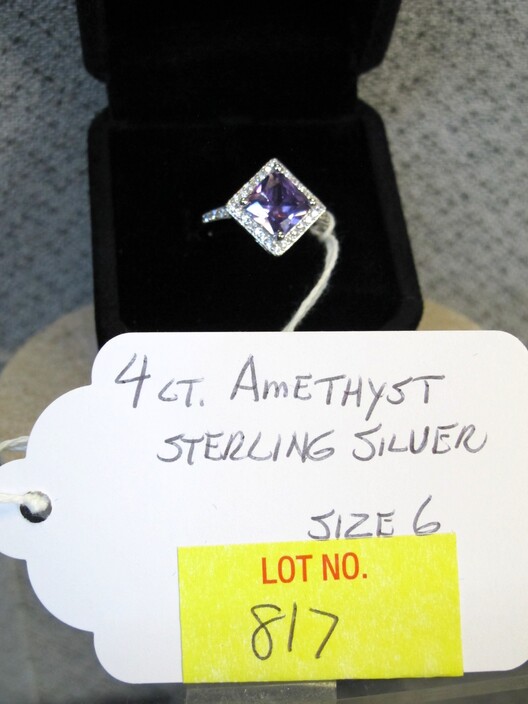 4 CT. AMETHYST
STERLING SILVER
SIZE 6
LOT NO.
817